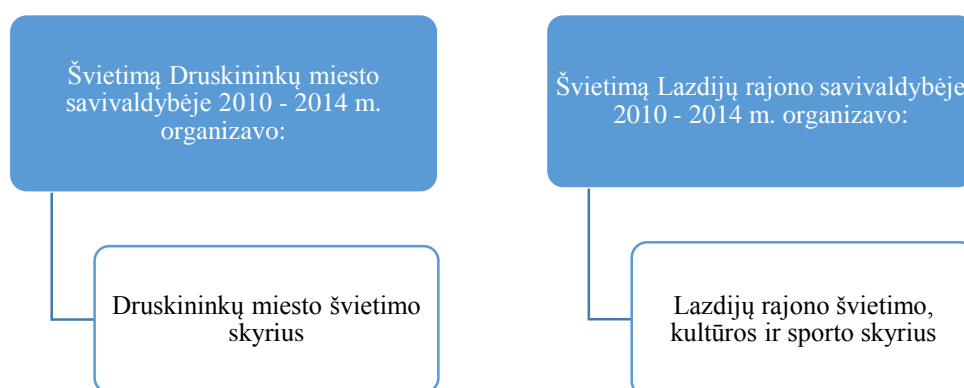 Švietimą Druskininkų miesto
savivaldybėje 2010 - 2014 m.
organizavo:
Druskininkų miesto švietimo
skyrius
Švietimą Lazdijų rajono savivaldybėje
2010 - 2014 m. organizavo:
Lazdijų rajono švietimo,
kultūros ir sporto skyrius